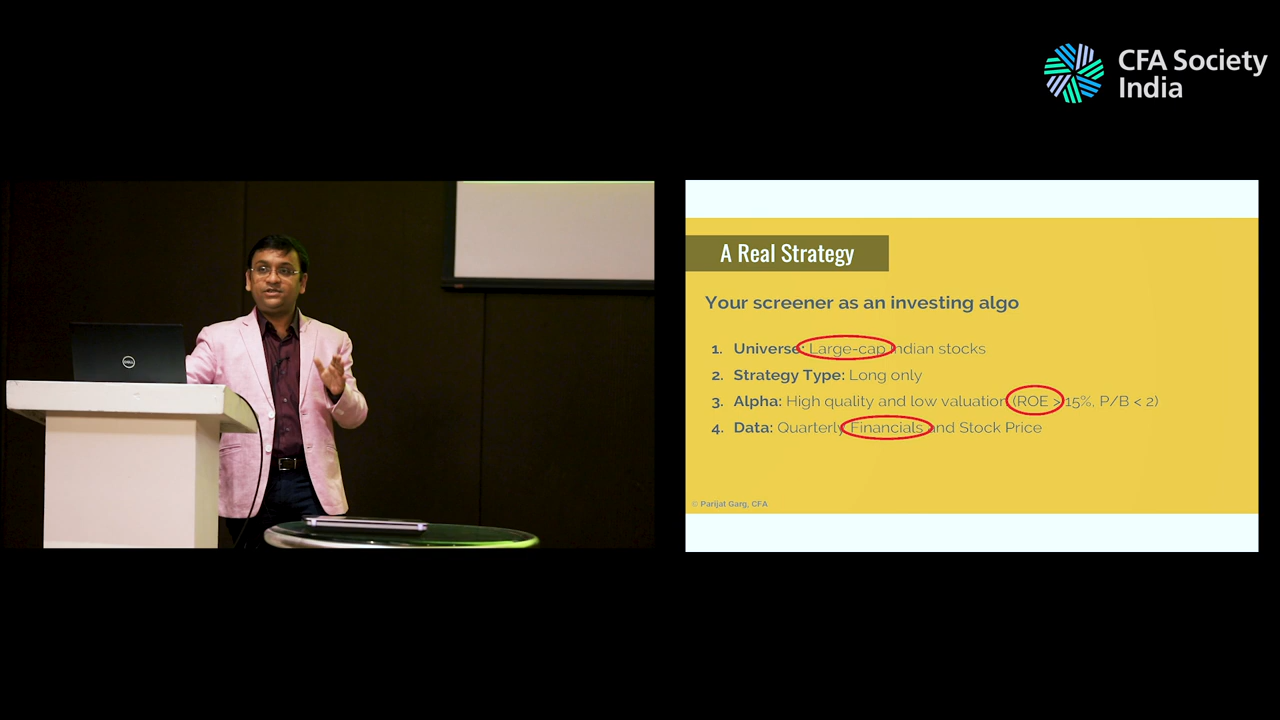 CFA Society
India
A Real Strategy
Your screener as an investing algo
1. Universe: Large-cap Indian stocks
2. Strategy Type: Long only
3. Alpha: High quality and low valuation (ROE > 15%, P/B < 2)
4. Data: Quarterly Financials and Stock Price
© Parijat Garg, CFA
DELL